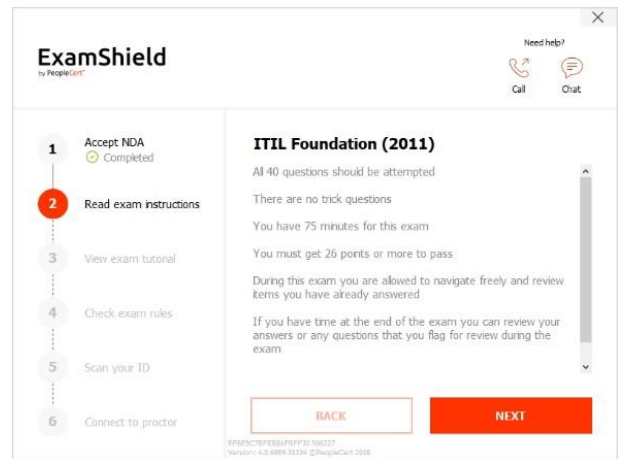 Need help?
ExamShield
by PeopleCert
Call
Chat
1
Accept NDA
Completed
2
Read exam instructions
3
View exam tutorial
4
Check exam rules
5
Scan your ID
6
Connect to proctor
ITIL Foundation (2011)
All 40 questions should be attempted
There are no trick questions
You have 75 minutes for this exam
You must get 26 points or more to pass
During this exam you are allowed to navigate freely and review
items you have already answered
If you have time at the end of the exam you can review your
answers or any questions that you flag for review during the
exam
BACK
NEXT
©PeopleCert 2018